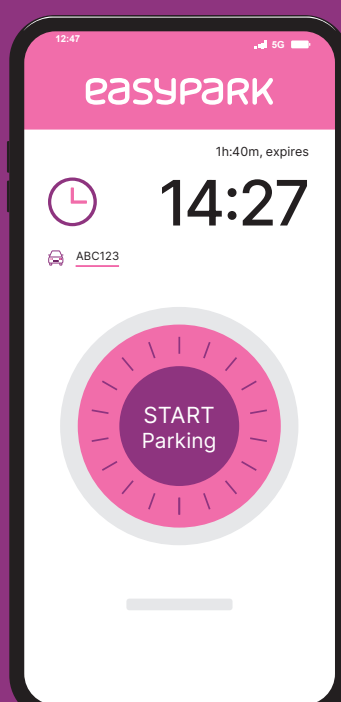 12:47
5G
easypark
1h:40m, expires
14:27
ABC123
START
Parking